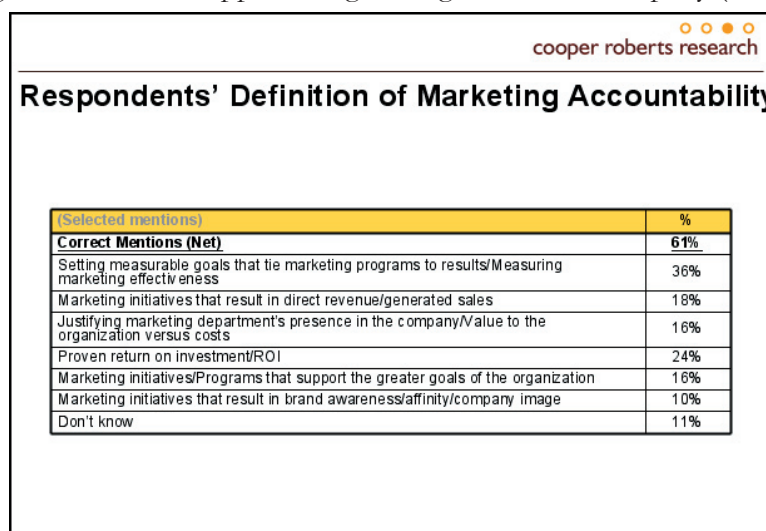 cooper roberts research
Respondents' Definition of Marketing Accountability
(Selected mentions) %
Correct Mentions (Net) 61%
Setting measurable goals that tie marketing programs to results/Measuring
marketing effectiveness 36%
Marketing initiatives that result in direct revenue/generated sales 18%
Justifying marketing department's presence in the company/Value to the
organization versus costs 16%
Proven return on investment/ROI 24%
Marketing initiatives/Programs that support the greater goals of the organization 16%
Marketing initiatives that result in brand awareness/affinity/company image 10%
Don't know 11%